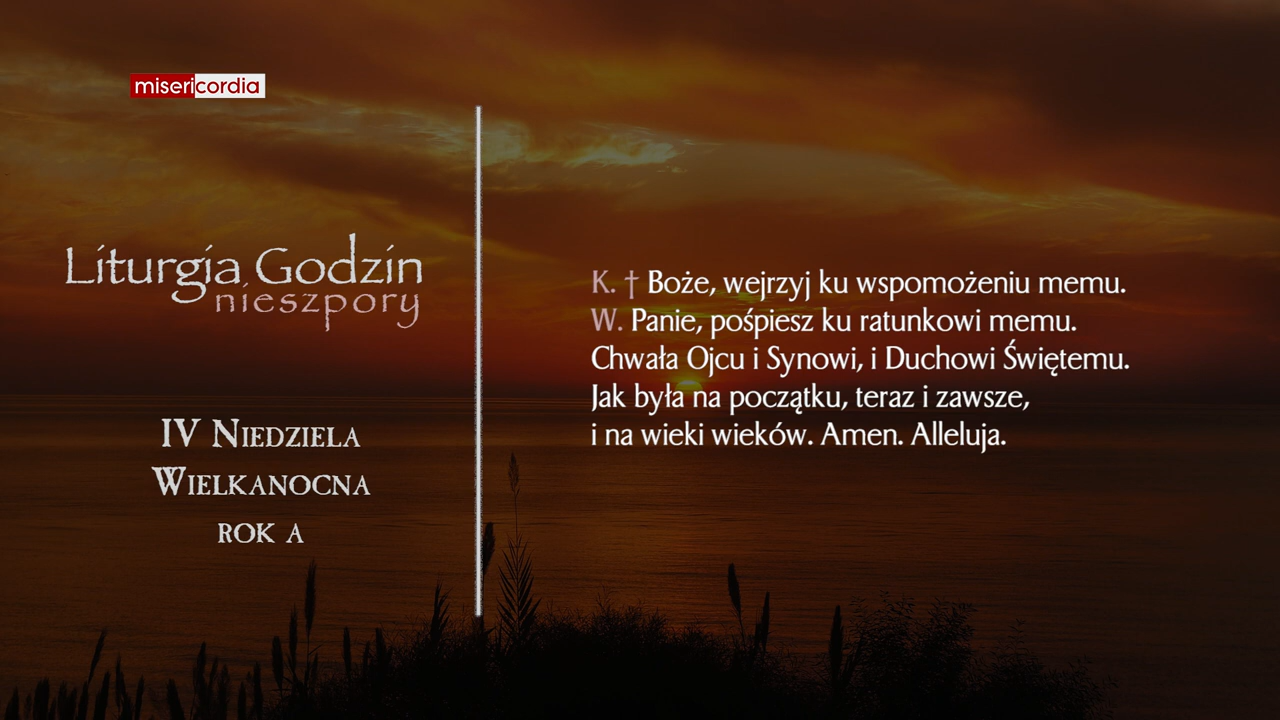 misericordia
Liturgia Godzin
nieszpory
IV Niedziela
Wielkanocna
rok a
K. † Boże, wejrzyj ku wspomożeniu memu.
W. Panie, pośpiesz ku ratunkowi memu.
Chwała Ojcu i Synowi, i Duchowi Świętemu.
Jak była na początku, teraz i zawsze,
i na wieki wieków. Amen. Alleluja.